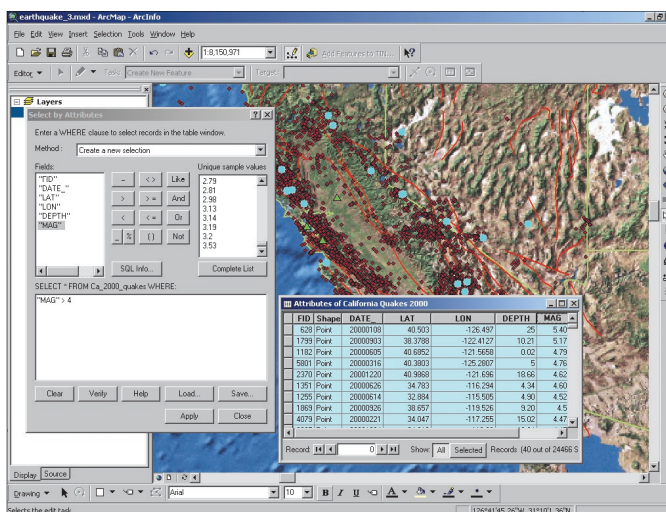 earthquake_3.mxd - ArcMap - ArcInfo
File Edit View Insert Selection Tools Window Help
1:8,150,971 Add Features to TIN...
Editor Task: Create New Feature Target:
Layers
Select by Attributes
Enter a WHERE clause to select records in the table window.
Method : Create a new selection
Fields: Unique sample values
"FID"
"DATE_"
"LAT"
"LON"
"DEPTH"
"MAG"
= < > Like
> > = And
< < = Or
_ % ( ) Not
2.79
2.81
2.98
3.13
3.14
3.19
3.2
3.53
SQL Info... Complete List
SELECT * FROM Ca_2000_quakes WHERE:
"MAG" > 4
Clear Verify Help Load... Save...
Apply Close
Attributes of California Quakes 2000
FID Shape DATE_ LAT LON DEPTH MAG
628 Point 20000108 40.503 -126.497 25 5.40
1799 Point 20000903 38.3788 -122.4127 10.21 5.17
1182 Point 20000605 40.6852 -121.5658 0.02 4.79
5801 Point 20000316 40.3803 -125.2807 5 4.76
2370 Point 20001220 40.9868 -121.696 18.66 4.62
1351 Point 20000626 34.783 -116.294 4.34 4.60
1255 Point 20000614 32.884 -115.505 4.90 4.52
1869 Point 20000926 38.657 -119.526 9.20 4.5
4079 Point 20000221 34.047 -117.255 15.02 4.47
Record: 0 Show: All Selected Records (40 out of 24466 S
Display Source
Drawing Arial 10 B I U A
Selects the edit task
126°41'45.26"W 31°10'1.36"N